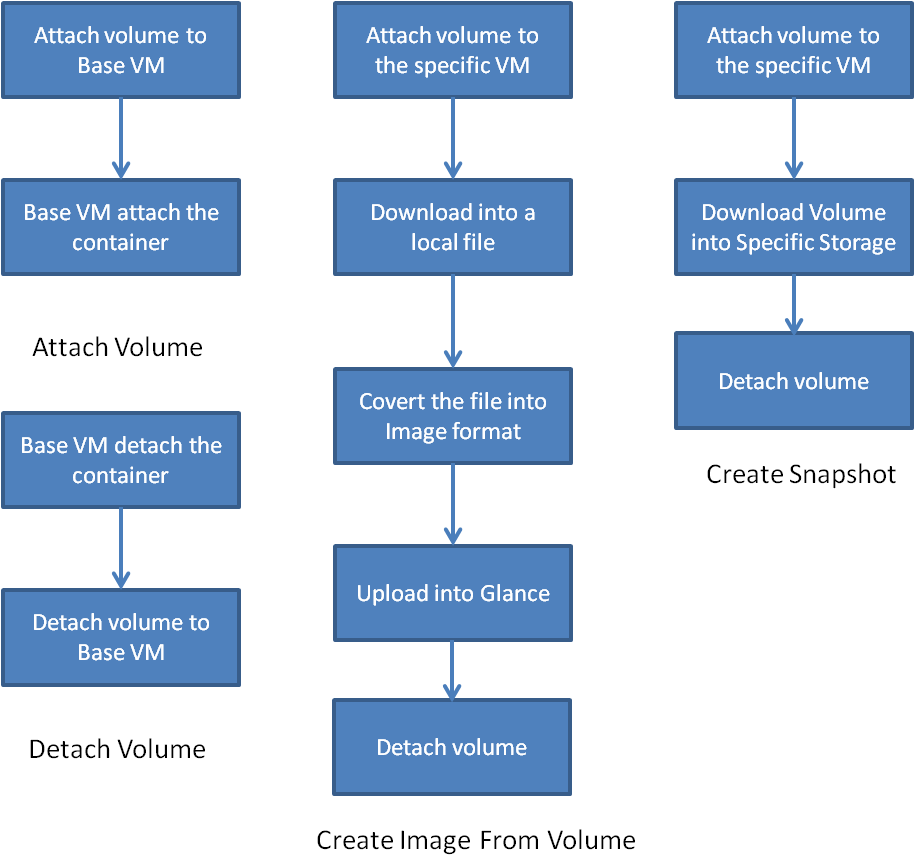 Attach volume to
Base VM
Base VM attach the
container
Attach Volume
Base VM detach the
container
Detach volume to
Base VM
Detach Volume
Attach volume to
the specific VM
Download into a
local file
Covert the file into
Image format
Upload into Glance
Detach volume
Create Image From Volume
Attach volume to
the specific VM
Download Volume
into Specific Storage
Detach volume
Create Snapshot